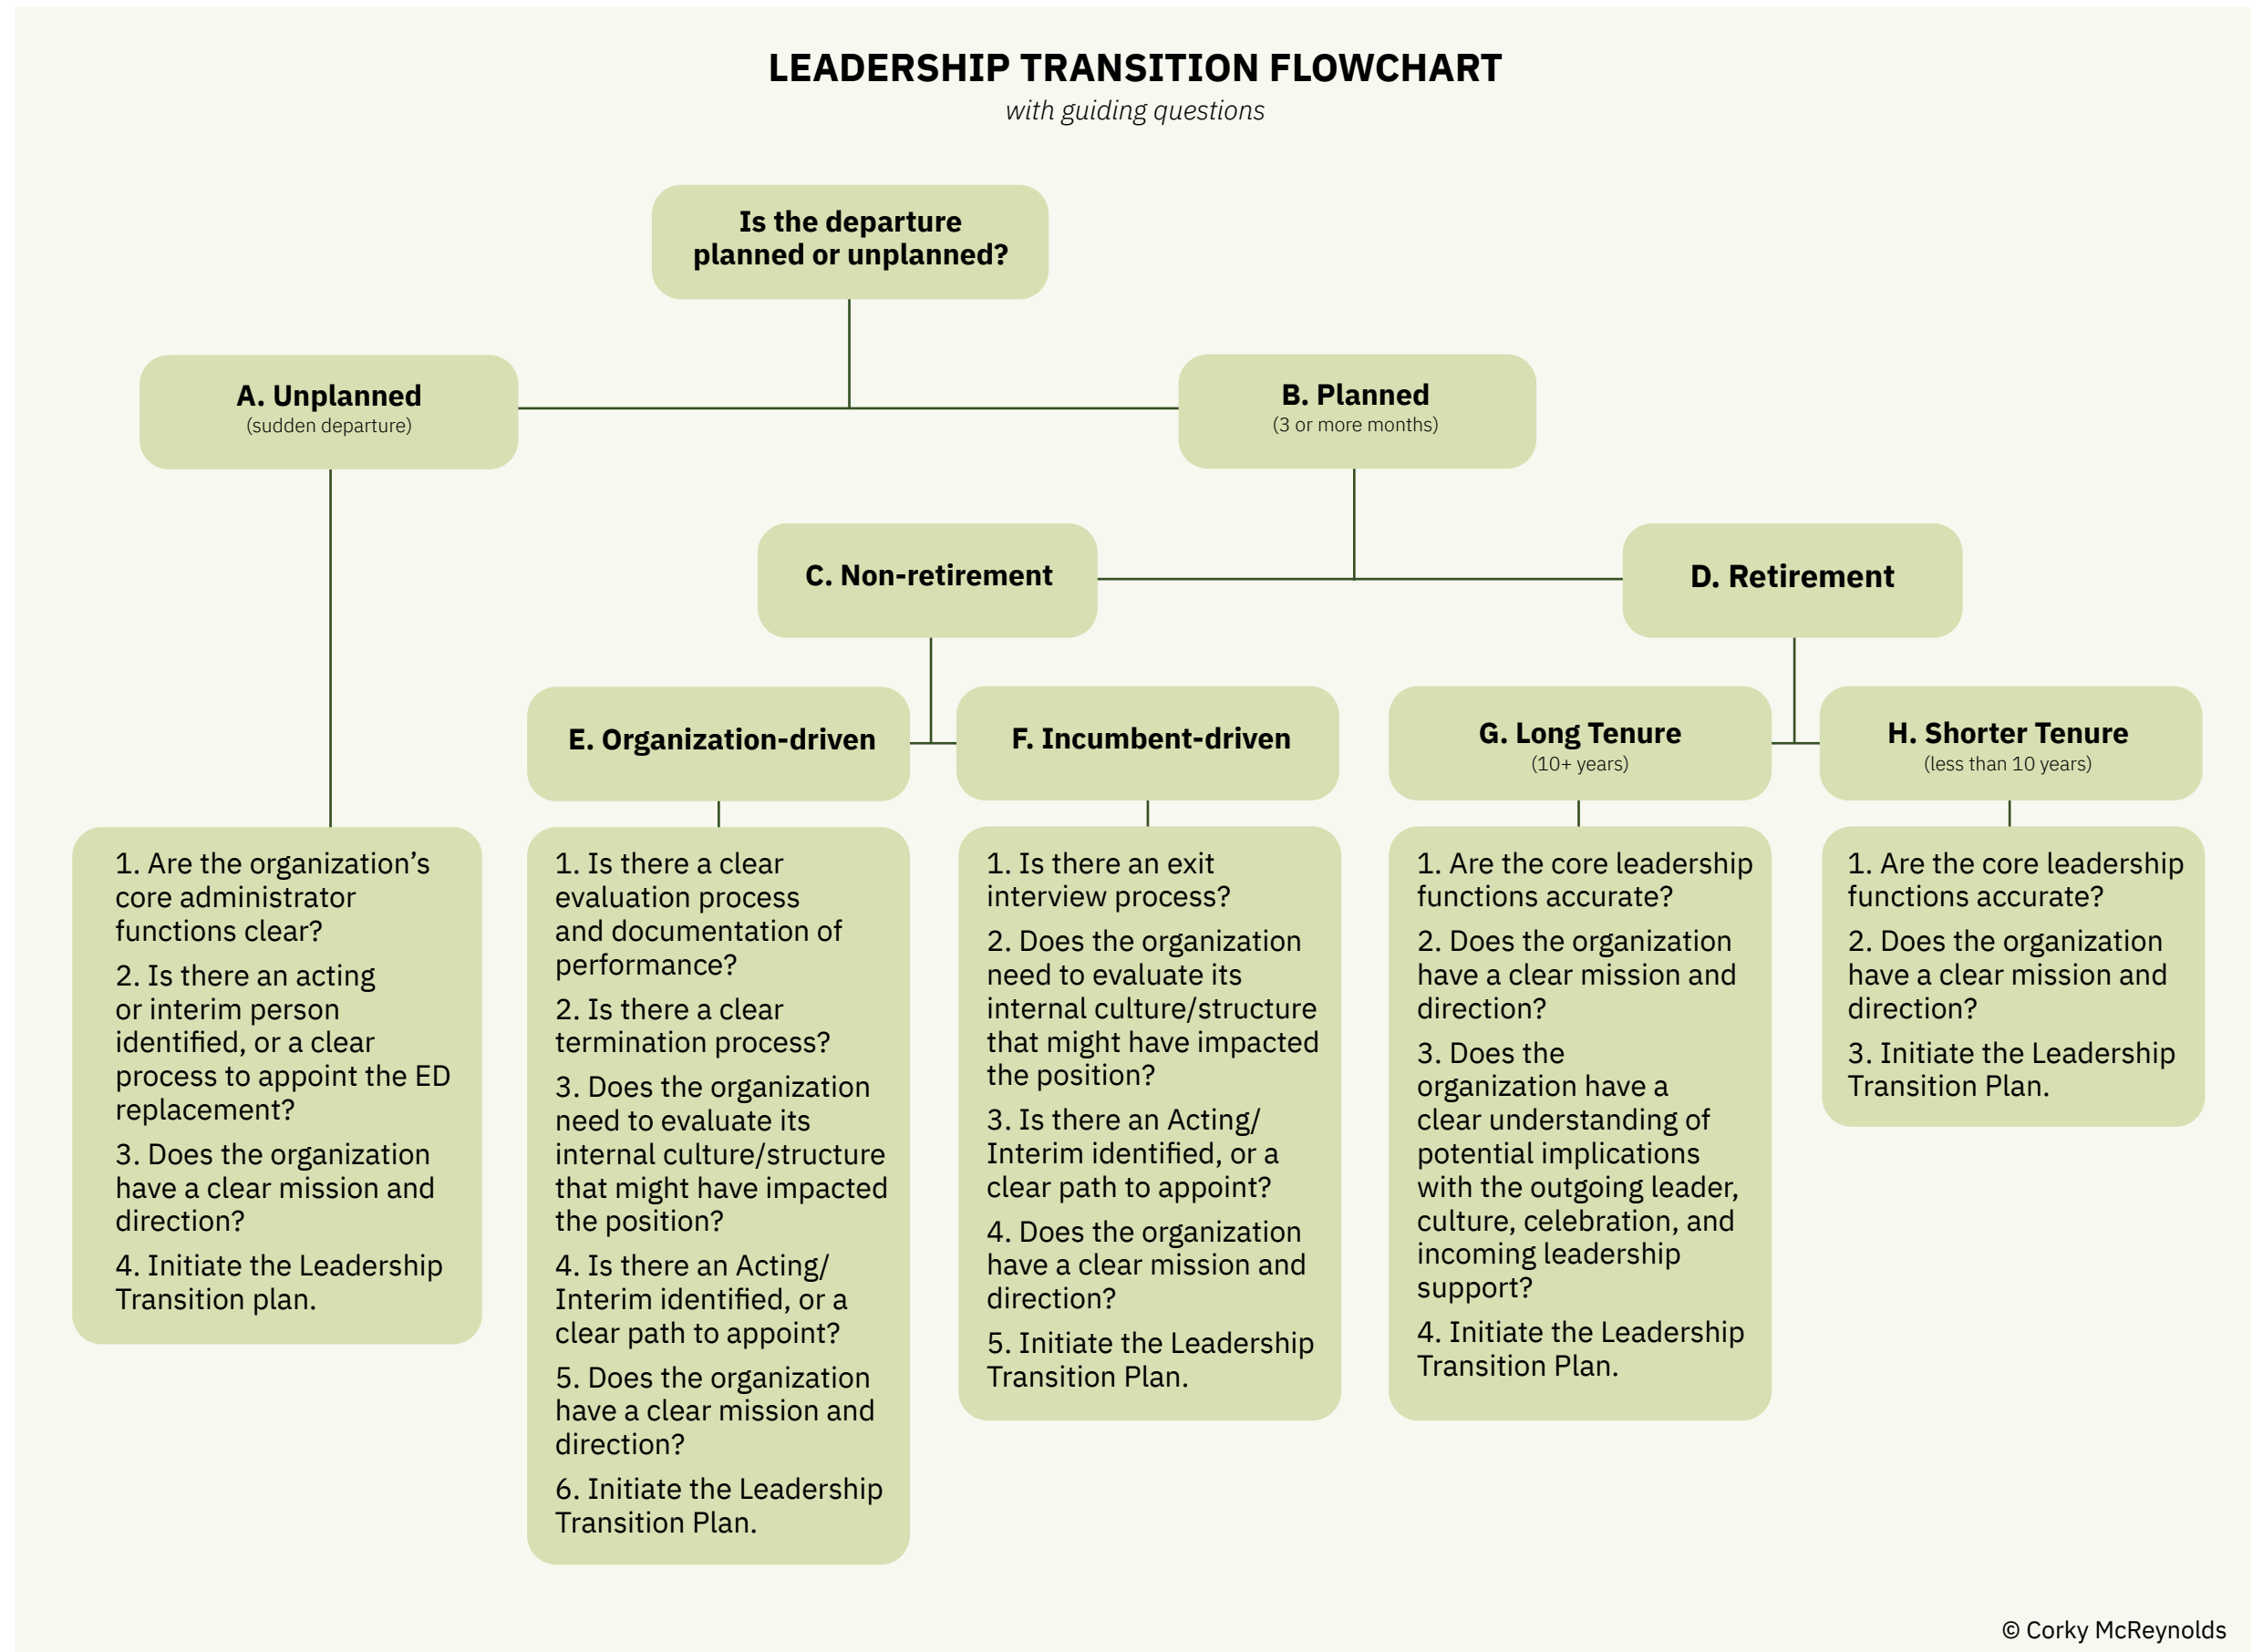 LEADERSHIP TRANSITION FLOWCHART
with guiding questions
Is the departure
planned or unplanned?
A. Unplanned
(sudden departure)
B. Planned
(3 or more months)
C. Non-retirement
D. Retirement
E. Organization-driven
F. Incumbent-driven
G. Long Tenure
(10+ years)
H. Shorter Tenure
(less than 10 years)
1. Are the organization’s
core administrator
functions clear?
2. Is there an acting
or interim person
identified, or a clear
process to appoint the ED
replacement?
3. Does the organization
have a clear mission and
direction?
4. Initiate the Leadership
Transition plan.
1. Is there a clear
evaluation process
and documentation of
performance?
2. Is there a clear
termination process?
3. Does the organization
need to evaluate its
internal culture/structure
that might have impacted
the position?
4. Is there an Acting/
Interim identified, or a
clear path to appoint?
5. Does the organization
have a clear mission and
direction?
6. Initiate the Leadership
Transition Plan.
1. Is there an exit
interview process?
2. Does the organization
need to evaluate its
internal culture/structure
that might have impacted
the position?
3. Is there an Acting/
Interim identified, or a
clear path to appoint?
4. Does the organization
have a clear mission and
direction?
5. Initiate the Leadership
Transition Plan.
1. Are the core leadership
functions accurate?
2. Does the organization
have a clear mission and
direction?
3. Does the
organization have a
clear understanding of
potential implications
with the outgoing leader,
culture, celebration, and
incoming leadership
support?
4. Initiate the Leadership
Transition Plan.
1. Are the core leadership
functions accurate?
2. Does the organization
have a clear mission and
direction?
3. Initiate the Leadership
Transition Plan.
© Corky McReynolds